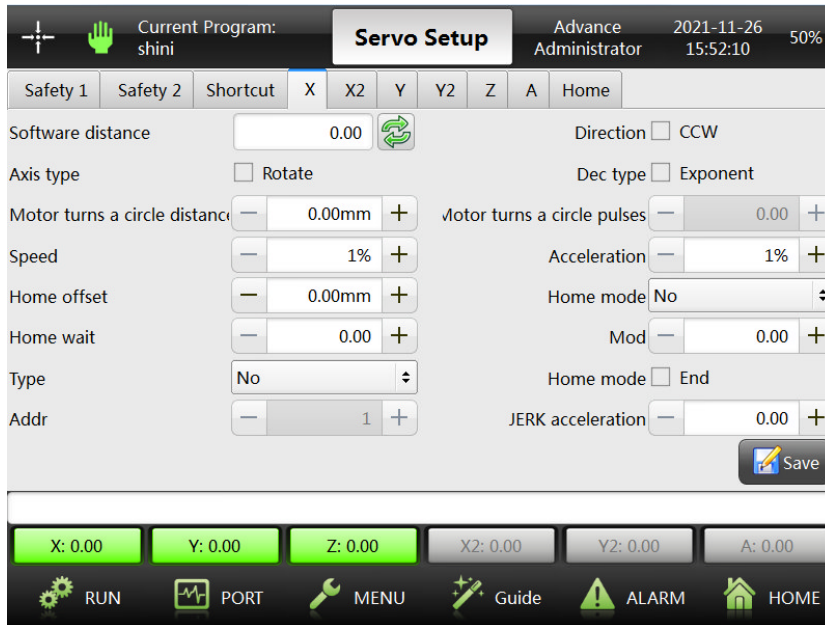 Current Program:
shini
Servo Setup
Advance
Administrator
2021-11-26
15:52:10
50%
Safety 1 Safety 2 Shortcut X X2 Y Y2 Z A Home
Software distance 0.00 Direction CCW
Axis type Rotate Dec type Exponent
Motor turns a circle distance 0.00mm Motor turns a circle pulses 0.00
Speed 1% Acceleration 1%
Home offset 0.00mm Home mode No
Home wait 0.00 Mod 0.00
Type No Home mode End
Addr 1 JERK acceleration 0.00
Save
X: 0.00 Y: 0.00 Z: 0.00 X2: 0.00 Y2: 0.00 A: 0.00
RUN PORT MENU Guide ALARM HOME